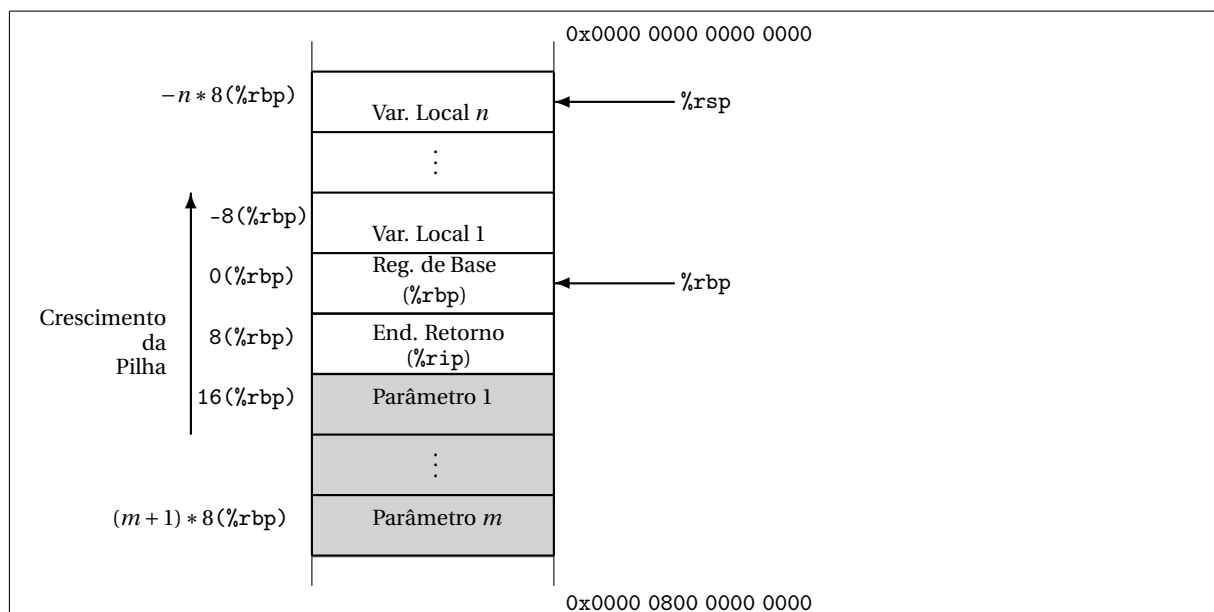 0x0000 0000 0000 0000
−n ∗ 8(%rbp)
Var. Local n
%rsp
⋮
-8(%rbp)
Var. Local 1
0(%rbp)
Reg. de Base
(%rbp)
%rbp
Crescimento
da
Pilha
8(%rbp)
End. Retorno
(%rip)
16(%rbp)
Parâmetro 1
⋮
(m + 1) ∗ 8(%rbp)
Parâmetro m
0x0000 0800 0000 0000